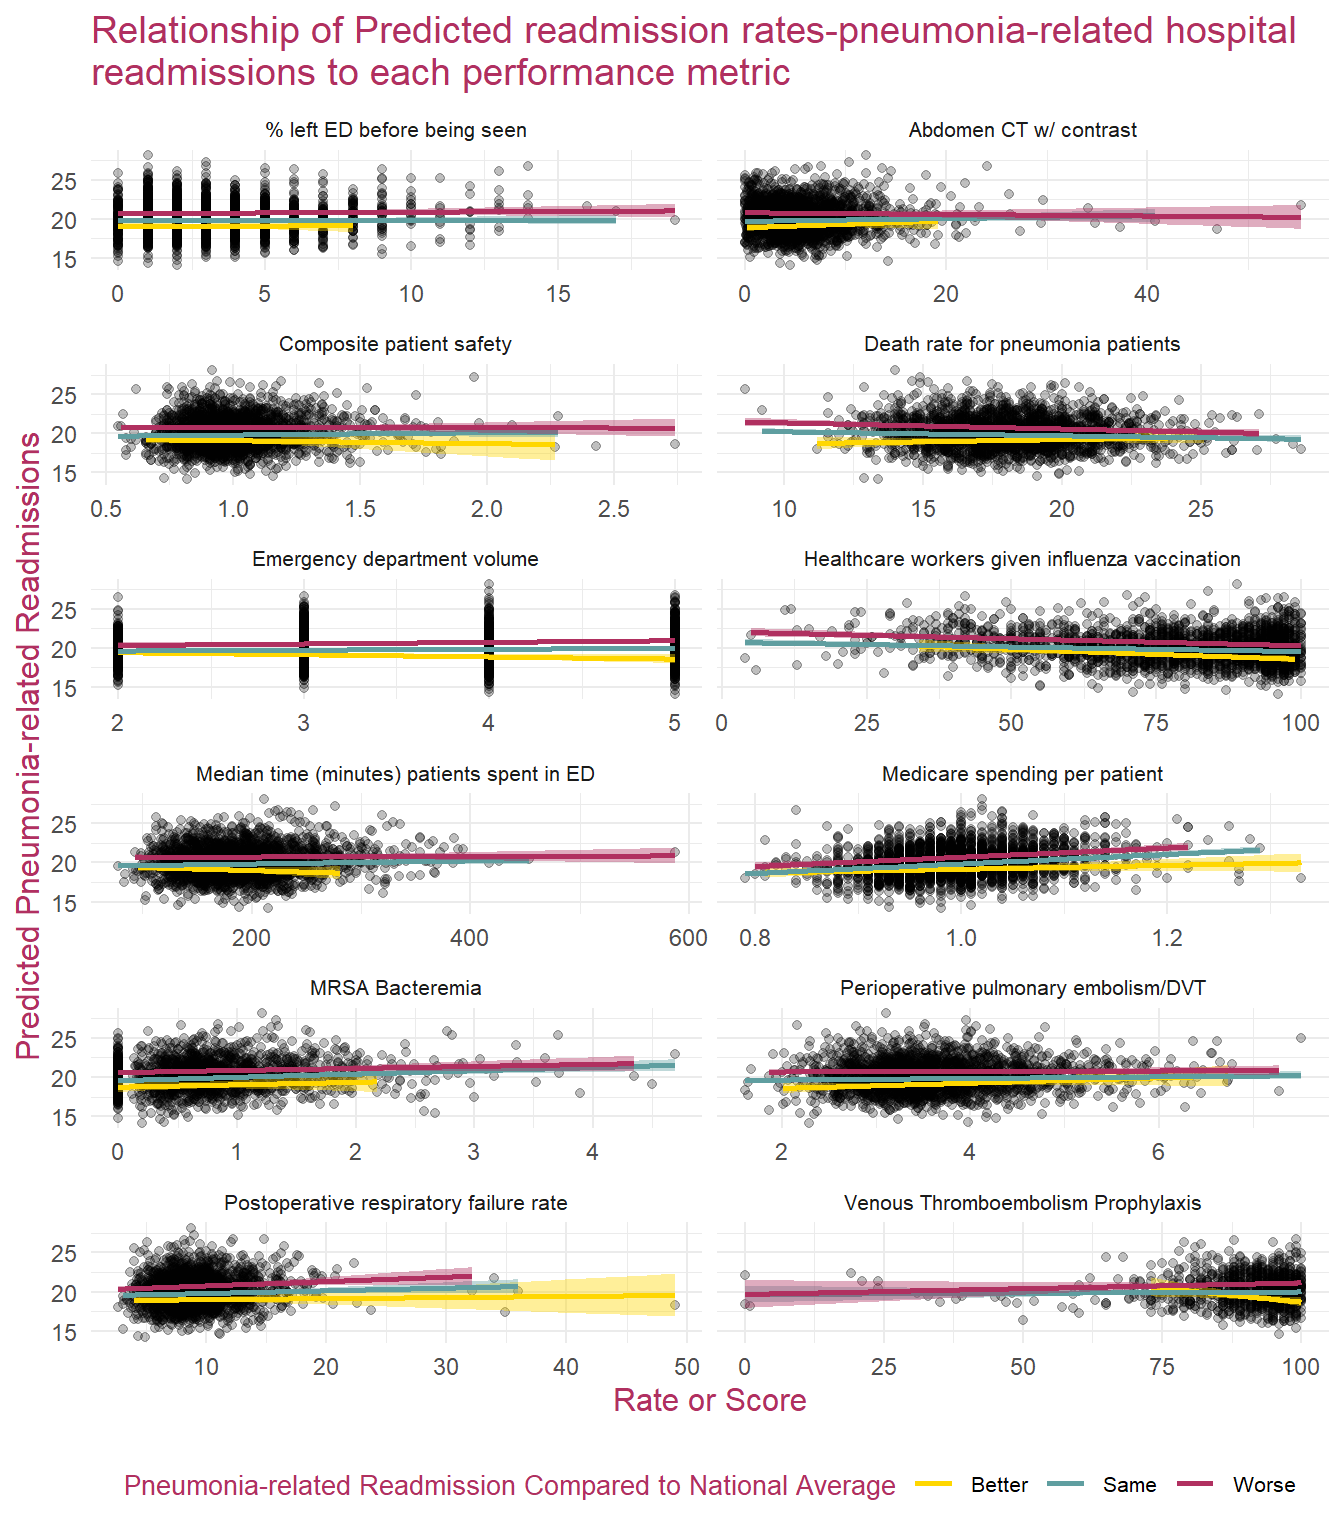 Relationship of Predicted readmission rates-pneumonia-related hospital
readmissions to each performance metric
Predicted Pneumonia-related Readmissions
% left ED before being seen
25
20
15
0 5 10 15
Abdomen CT w/ contrast
0 20 40
Composite patient safety
25
20
15
0.5 1.0 1.5 2.0 2.5
Death rate for pneumonia patients
10 15 20 25
Emergency department volume
25
20
15
2 3 4 5
Healthcare workers given influenza vaccination
0 25 50 75 100
Median time (minutes) patients spent in ED
25
20
15
200 400 600
Medicare spending per patient
0.8 1.0 1.2
MRSA Bacteremia
25
20
15
0 1 2 3 4
Perioperative pulmonary embolism/DVT
2 4 6
Postoperative respiratory failure rate
25
20
15
10 20 30 40 50
Venous Thromboembolism Prophylaxis
0 25 50 75 100
Rate or Score
Pneumonia-related Readmission Compared to National Average Better Same Worse